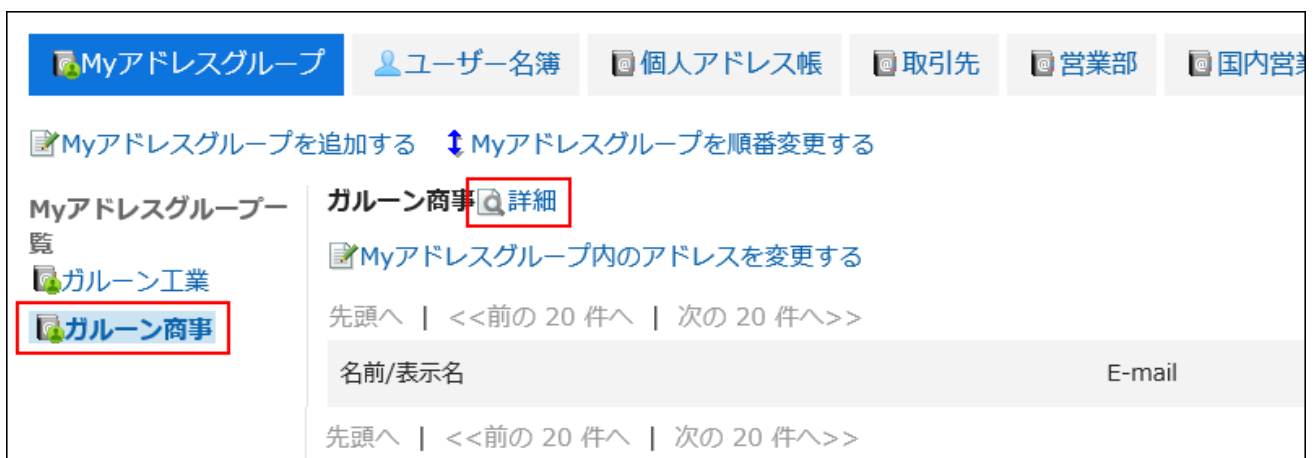 Myアドレスグループ ユーザー名簿 個人アドレス帳 取引先 営業部 国内営業
Myアドレスグループを追加する Myアドレスグループを順番変更する
Myアドレスグループ一
覧
ガルーン工業
ガルーン商事
ガルーン商事 詳細
Myアドレスグループ内のアドレスを変更する
先頭へ | <<前の 20 件へ | 次の 20 件へ>>
名前/表示名 E-mail
先頭へ | <<前の 20 件へ | 次の 20 件へ>>